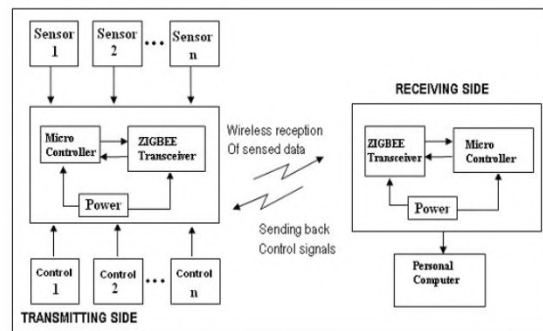 Sensor 1
Sensor 2
...
Sensor n
Micro
Controller
ZIGBEE
Transceiver
Power
Control 1
Control 2
...
Control n
TRANSMITTING SIDE
Wireless reception
Of sensed data
Sending back
Control signals
RECEIVING SIDE
ZIGBEE
Transceiver
Micro
Controller
Power
Personal
Computer